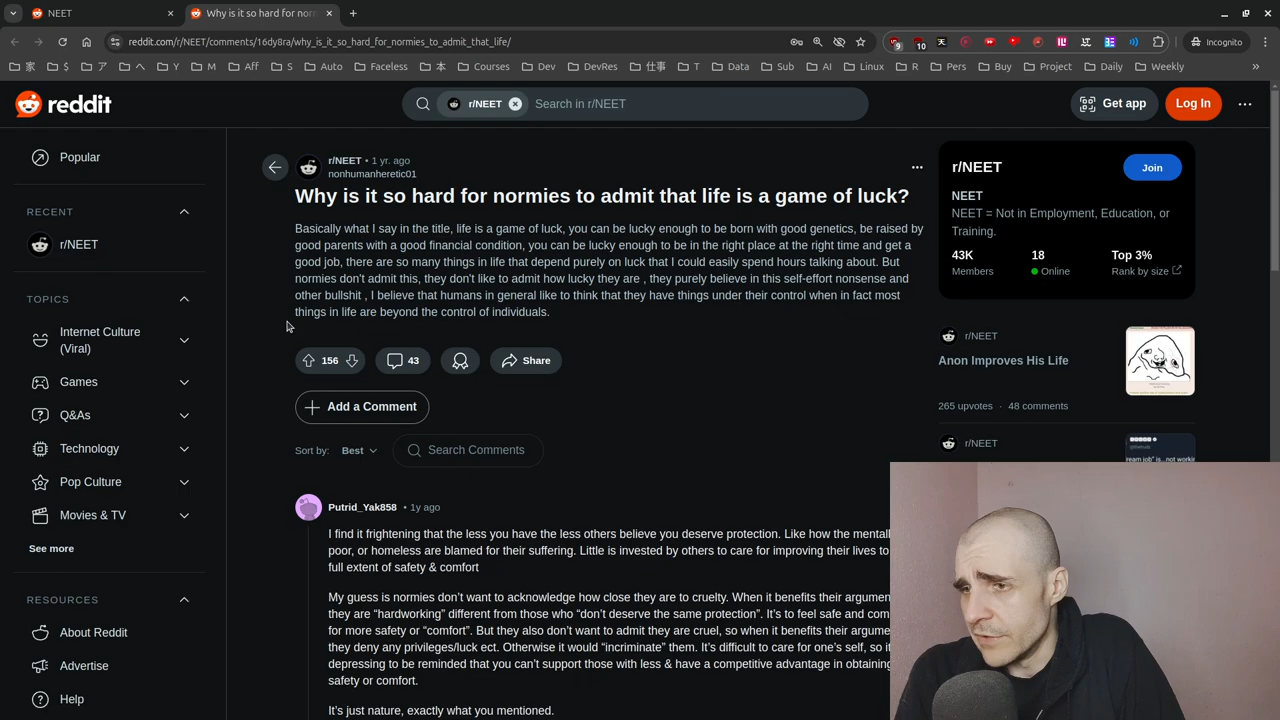 NEET
Why is it so hard for norm
reddit.com/r/NEET/comments/16dy8ra/why_is_it_so_hard_for_normies_to_admit_that_life/
9
10
Incognito
家
$
ア
へ
Y
M
Aff
S
Auto
Faceless
本
Courses
Dev
DevRes
仕事
T
Data
Sub
AI
Linux
R
Pers
Buy
Project
Daily
Weekly
reddit
r/NEET
Search in r/NEET
Get app
Log In
Popular
RECENT
r/NEET
TOPICS
Internet Culture
(Viral)
Games
Q&As
Technology
Pop Culture
Movies & TV
See more
RESOURCES
About Reddit
Advertise
Help
r/NEET • 1 yr. ago
nonhumanheretic01
Why is it so hard for normies to admit that life is a game of luck?
Basically what I say in the title, life is a game of luck, you can be lucky enough to be born with good genetics, be raised by
good parents with a good financial condition, you can be lucky enough to be in the right place at the right time and get a
good job, there are so many things in life that depend purely on luck that I could easily spend hours talking about. But
normies don't admit this, they don't like to admit how lucky they are , they purely believe in this self-effort nonsense and
other bullshit , I believe that humans in general like to think that they have things under their control when in fact most
things in life are beyond the control of individuals.
156
43
Share
Add a Comment
Sort by:
Best
Search Comments
Putrid_Yak858 • 1y ago
I find it frightening that the less you have the less others believe you deserve protection. Like how the mental
poor, or homeless are blamed for their suffering. Little is invested by others to care for improving their lives to
full extent of safety & comfort
My guess is normies don't want to acknowledge how close they are to cruelty. When it benefits their argumen
they are “hardworking” different from those who “don't deserve the same protection”. It's to feel safe and com
for more safety or “comfort”. But they also don't want to admit they are cruel, so when it benefits their argume
they deny any privileges/luck ect. Otherwise it would “incriminate” them. It's difficult to care for one's self, so it
depressing to be reminded that you can't support those with less & have a competitive advantage in obtaining
safety or comfort.
It's just nature, exactly what you mentioned.
r/NEET
Join
NEET
NEET = Not in Employment, Education, or
Training.
43K
Members
18
Online
Top 3%
Rank by size
r/NEET
Anon Improves His Life
265 upvotes · 48 comments
r/NEET
ream job" is...not workin